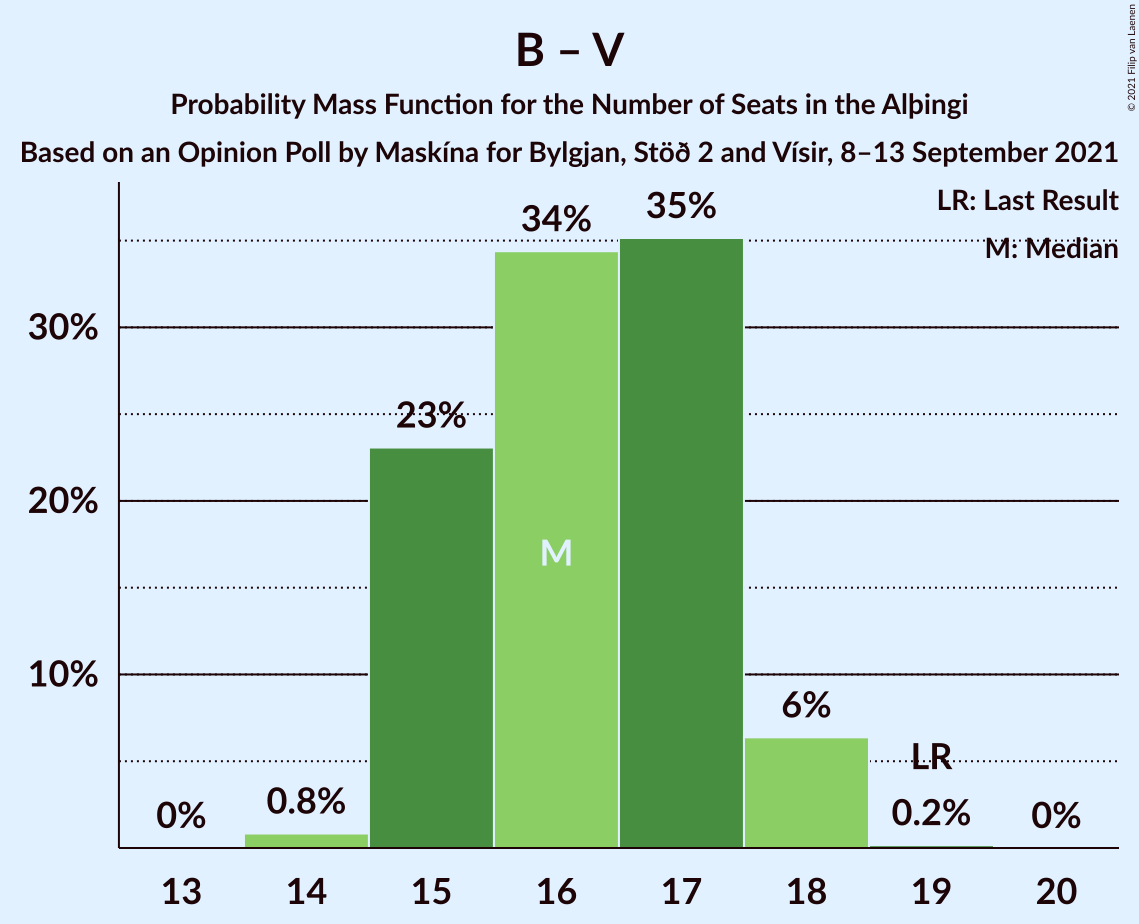 B – V
Probability Mass Function for the Number of Seats in the Alþingi
Based on an Opinion Poll by Maskína for Bylgjan, Stöð 2 and Vísir, 8–13 September 2021
© 2021 Filip van Laenen
LR: Last Result
M: Median
30%
20%
10%
0%
0.8%
23%
34%
35%
6%
0.2%
0%
M
LR
13
14
15
16
17
18
19
20